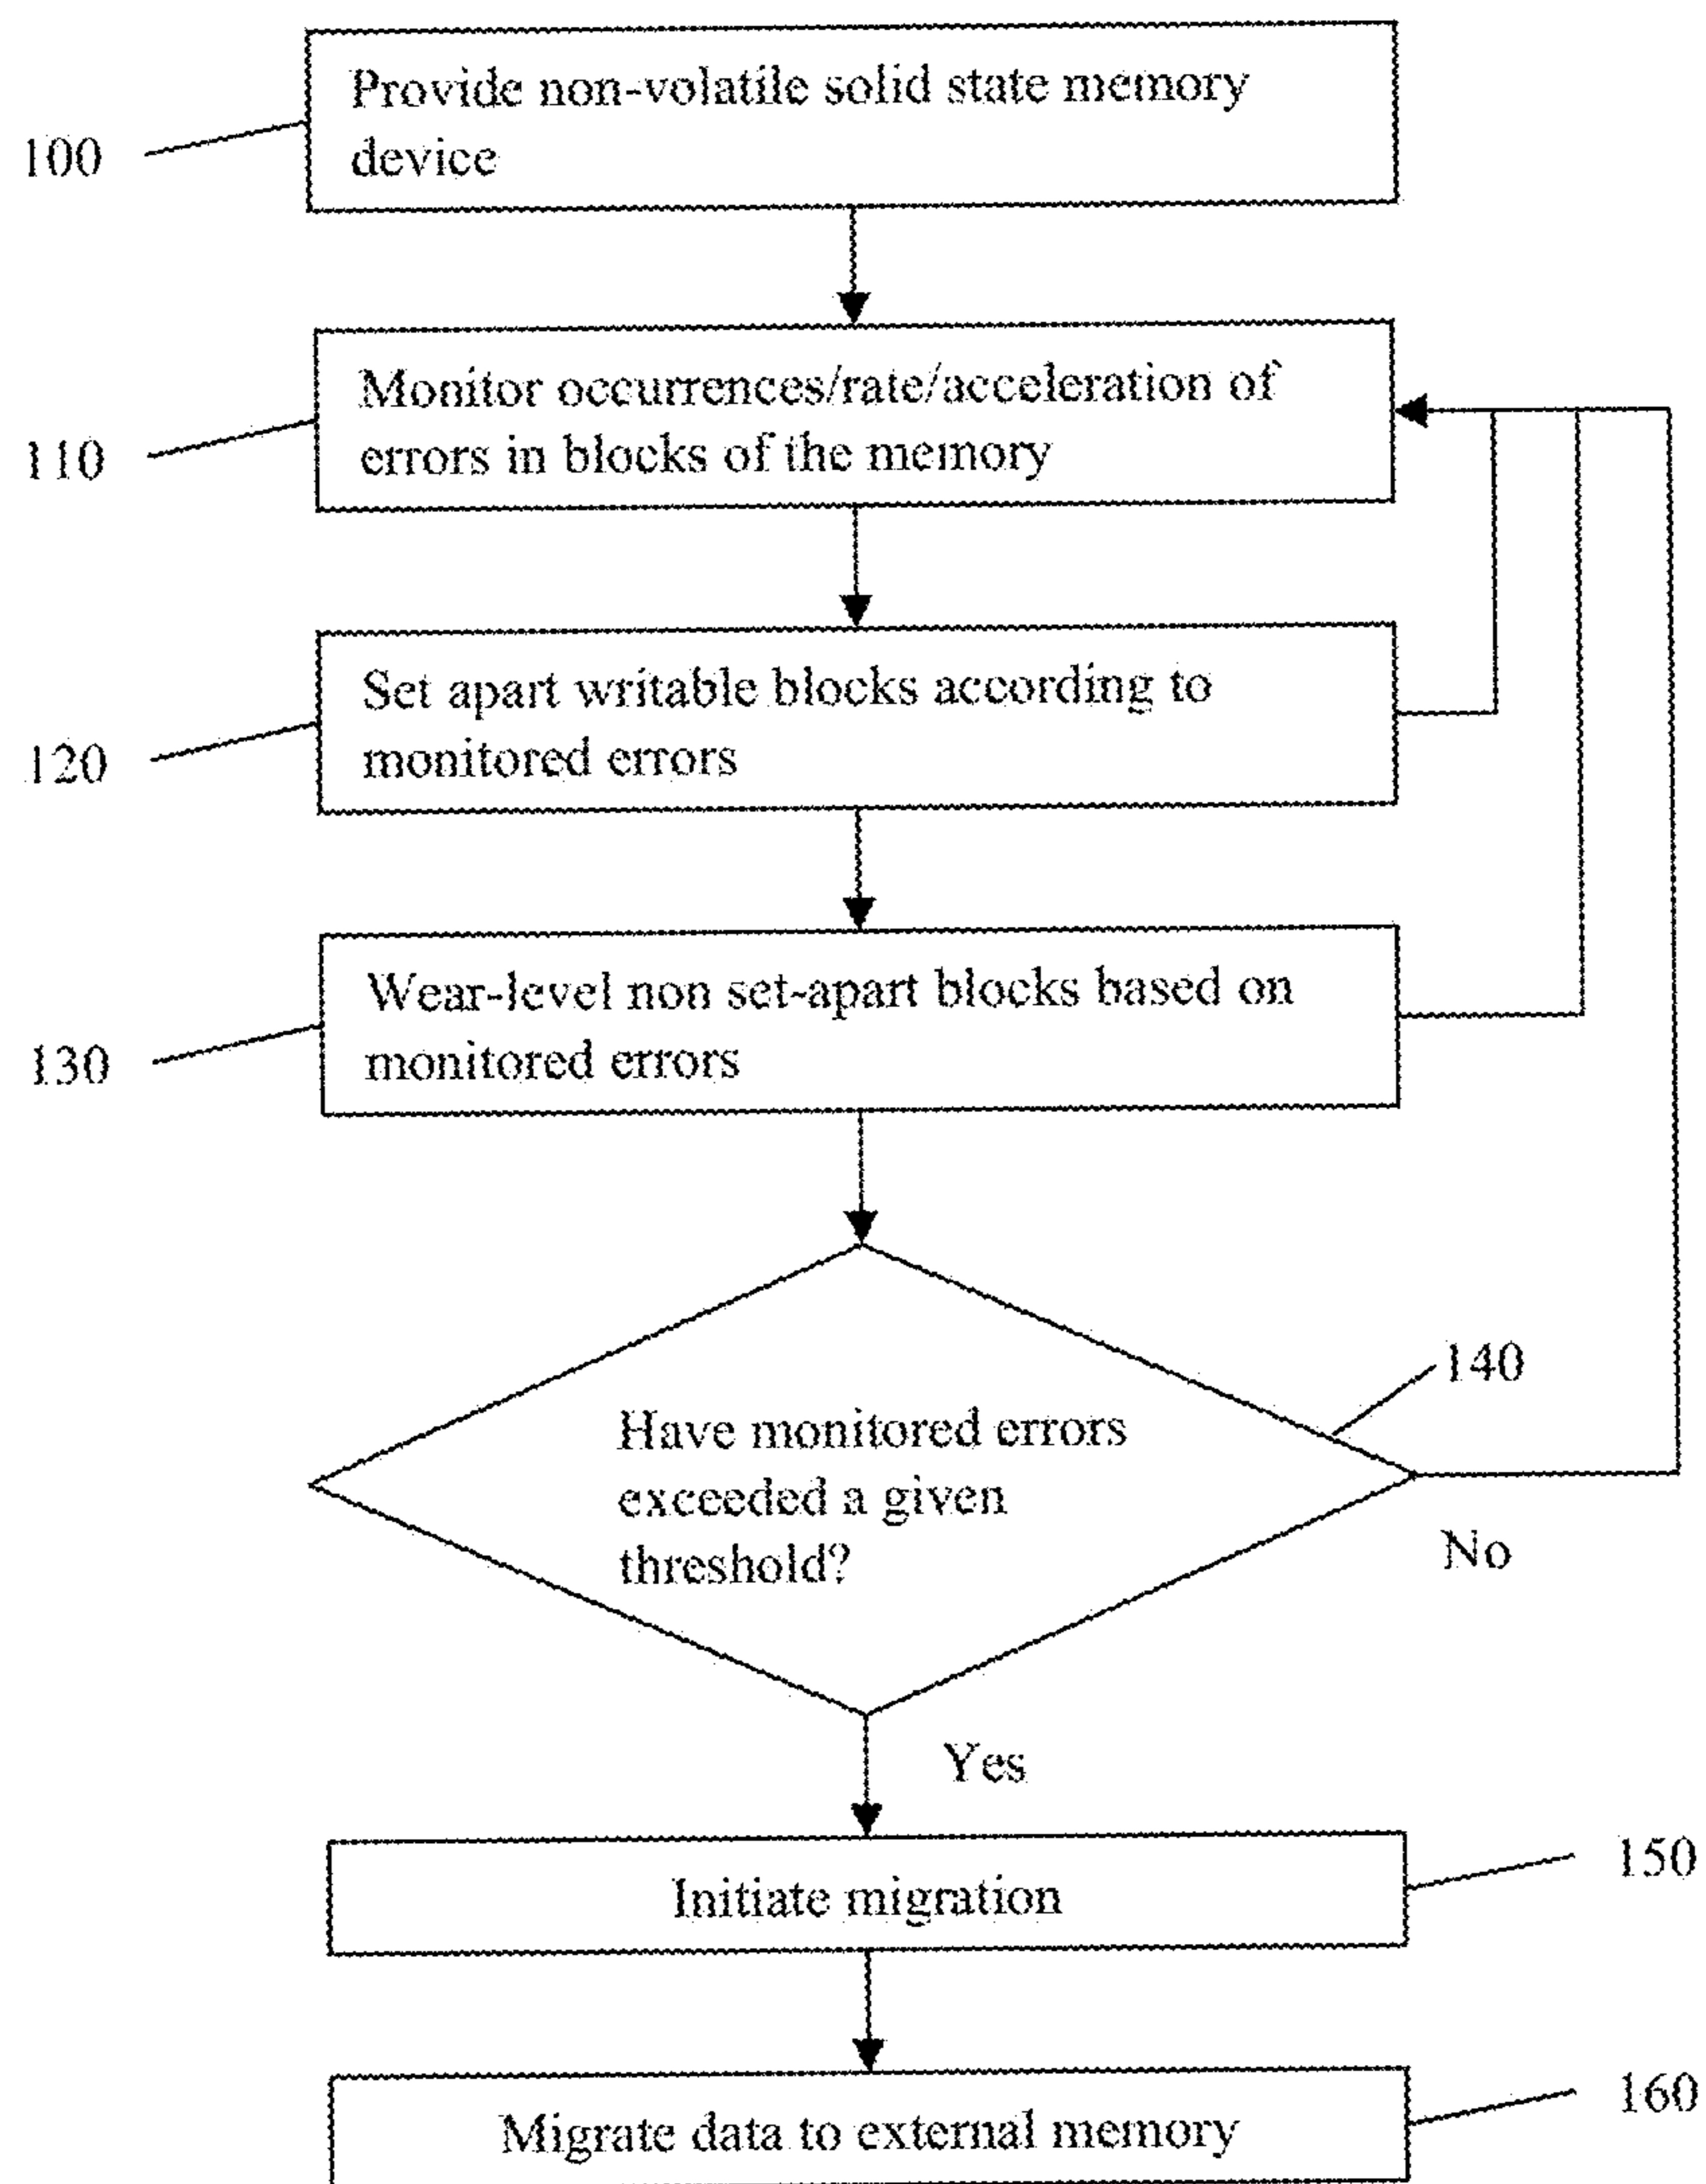 Provide non-volatile solid state memory
device
100
Monitor occurrences/rate/acceleration of
errors in blocks of the memory
110
Set apart writable blocks according to
monitored errors
120
Wear-level non set-apart blocks based on
monitored errors
130
140
Have monitored errors
exceeded a given
threshold?
No
Yes
Initiate migration
150
Migrate data to external memory
160